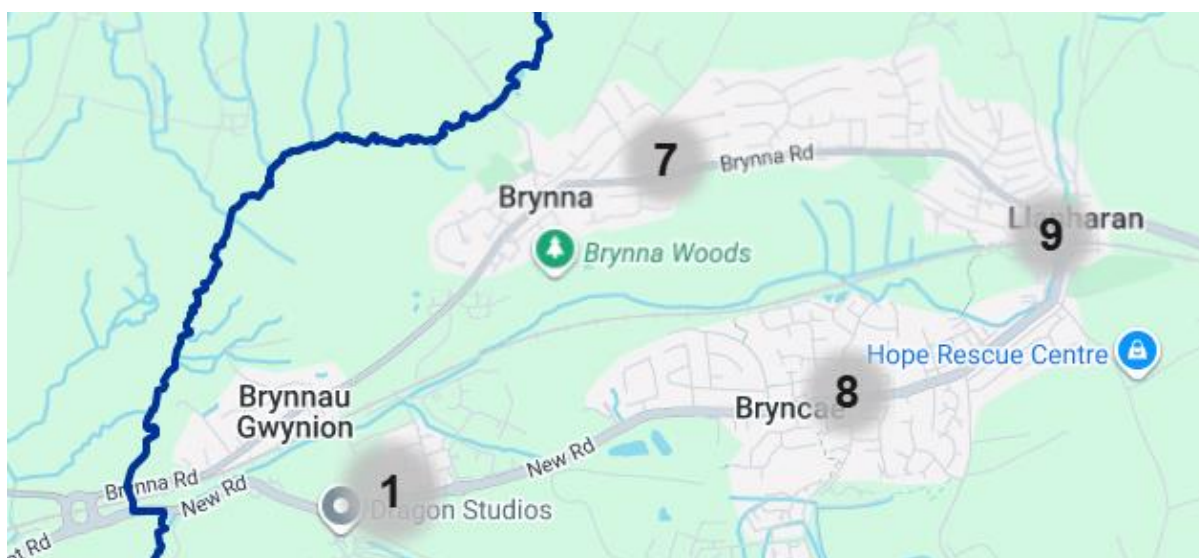 7
Brynna Rd
Brynna
9
Brynna Woods
Hope Rescue Centre
Brynnau
Gwynion
8
New Rd
Brynna Rd
New Rd
1
Dragon Studios
Rd